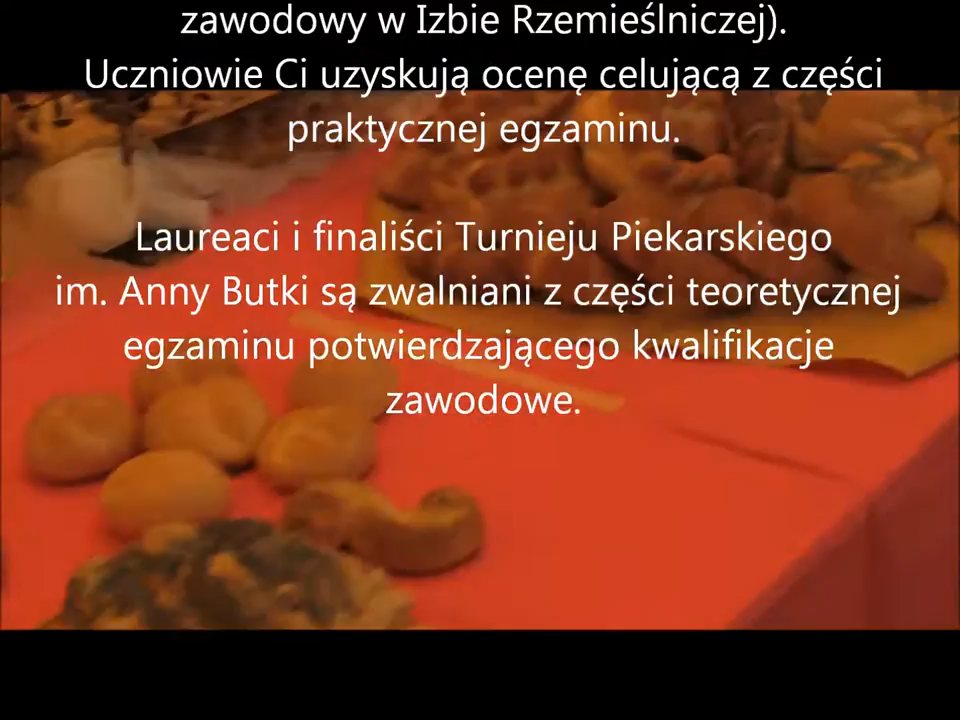 zawodowy w Izbie Rzemieślniczej).
Uczniowie Ci uzyskują ocenę celującą z części
praktycznej egzaminu.
Laureaci i finaliści Turnieju Piekarskiego
im. Anny Butki są zwalniani z części teoretycznej
egzaminu potwierdzającego kwalifikacje
zawodowe.